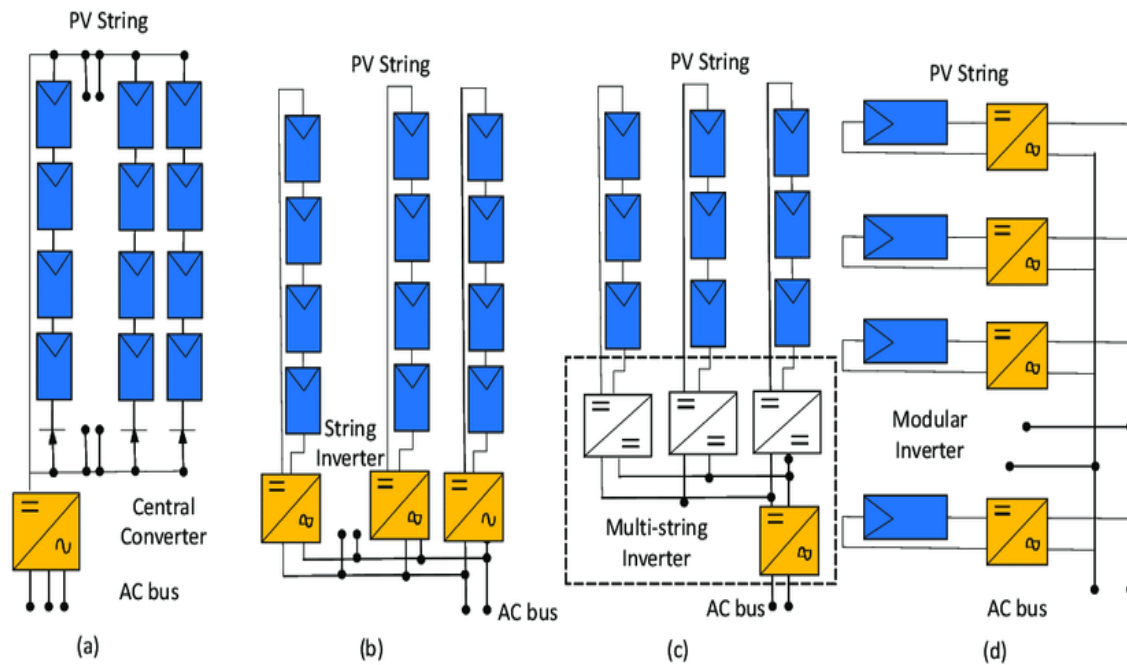 PV String
Central
Converter
AC bus
(a)
PV String
String
Inverter
AC bus
(b)
PV String
Multi-string
Inverter
AC bus
(c)
PV String
Modular
Inverter
AC bus
(d)